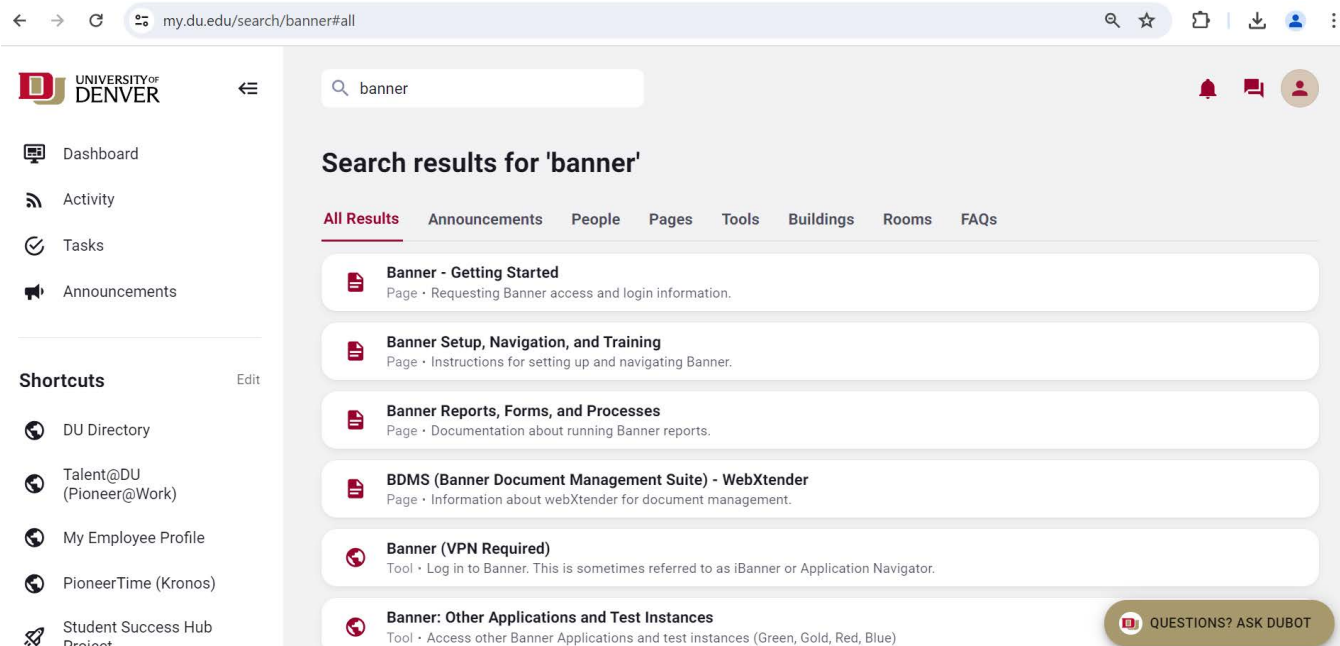 my.du.edu/search/banner#all
UNIVERSITY OF
DENVER
banner
Dashboard
Activity
Tasks
Announcements
Shortcuts
Edit
DU Directory
Talent@DU
(Pioneer@Work)
My Employee Profile
PioneerTime (Kronos)
Student Success Hub
Project
Search results for 'banner'
All Results Announcements People Pages Tools Buildings Rooms FAQs
Banner - Getting Started
Page • Requesting Banner access and login information.
Banner Setup, Navigation, and Training
Page • Instructions for setting up and navigating Banner.
Banner Reports, Forms, and Processes
Page • Documentation about running Banner reports.
BDMS (Banner Document Management Suite) - WebXtender
Page • Information about webXtender for document management.
Banner (VPN Required)
Tool • Log in to Banner. This is sometimes referred to as iBanner or Application Navigator.
Banner: Other Applications and Test Instances
Tool • Access other Banner Applications and test instances (Green, Gold, Red, Blue)
QUESTIONS? ASK DUBOT